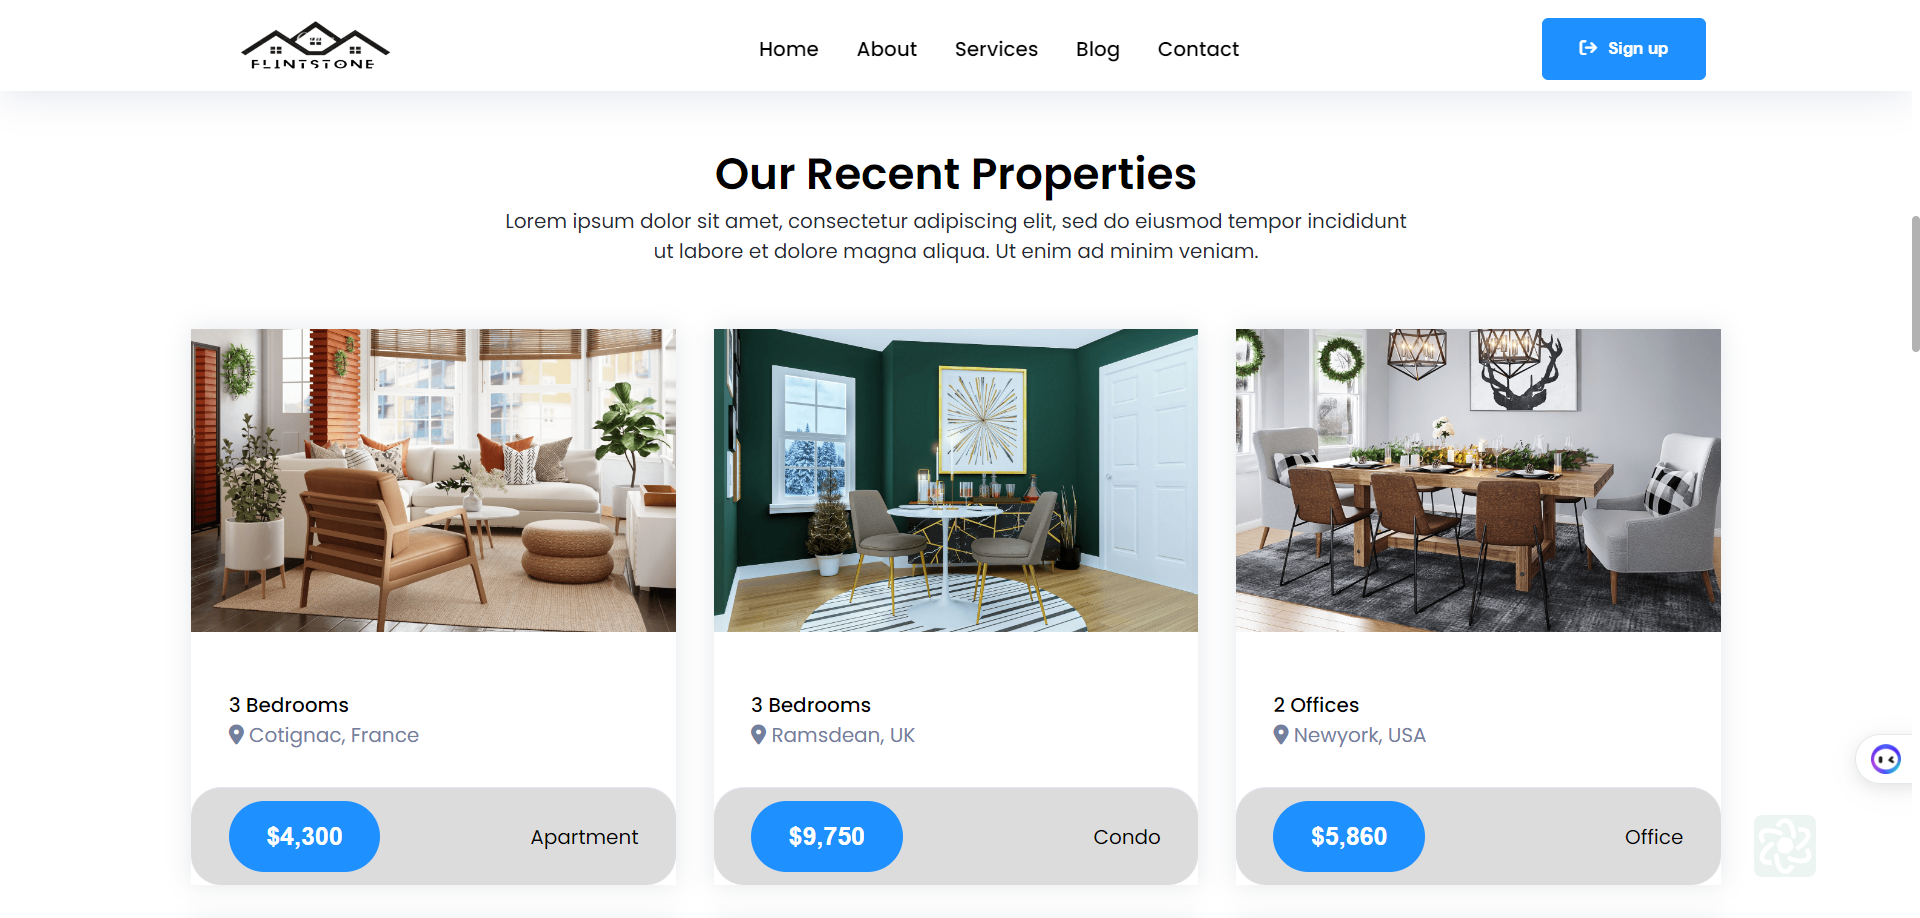 FLINTSTONE
Home About Services Blog Contact
Sign up
Our Recent Properties
Lorem ipsum dolor sit amet, consectetur adipiscing elit, sed do eiusmod tempor incididunt
ut labore et dolore magna aliqua. Ut enim ad minim veniam.
3 Bedrooms
Cotignac, France
$4,300
Apartment
3 Bedrooms
Ramsdean, UK
$9,750
Condo
2 Offices
Newyork, USA
$5,860
Office